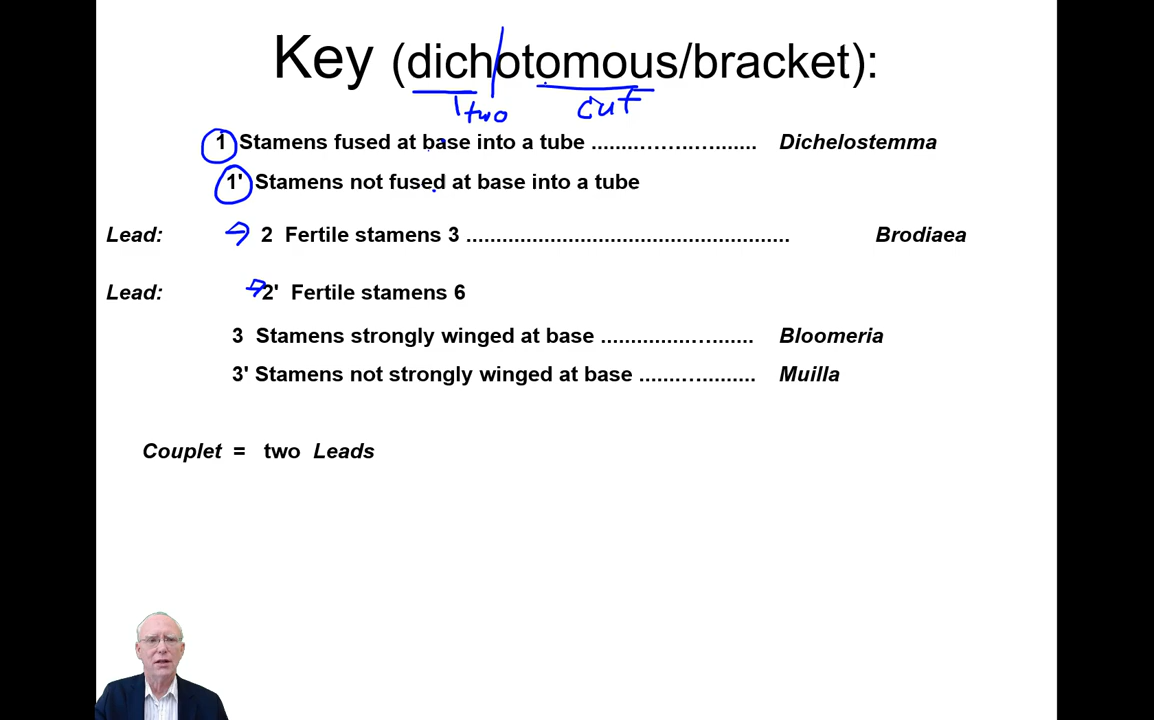 Key (dichotomous/bracket):
two cut
1 Stamens fused at base into a tube ........…….…....... Dichelostemma
1' Stamens not fused at base into a tube
Lead: 2 Fertile stamens 3 ...................................................... Brodiaea
Lead: 2' Fertile stamens 6
3 Stamens strongly winged at base ...............…....... Bloomeria
3' Stamens not strongly winged at base .......…......... Muilla
Couplet = two Leads